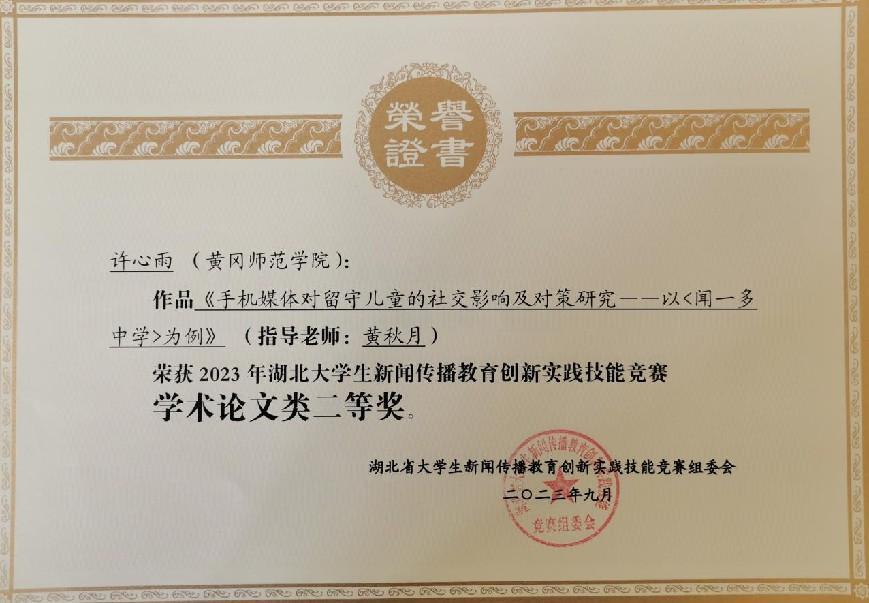 榮譽
證書
许心雨（黄冈师范学院）：
作品《手机媒体对留守儿童的社交影响及对策研究——以<闻一多
中学>为例》（指导老师：黄秋月）
荣获 2023 年湖北大学生新闻传播教育创新实践技能竞赛
学术论文类二等奖。
湖北省大学生新闻传播教育创新实践技能竞赛组委会
二〇二三年九月
竞赛组委会